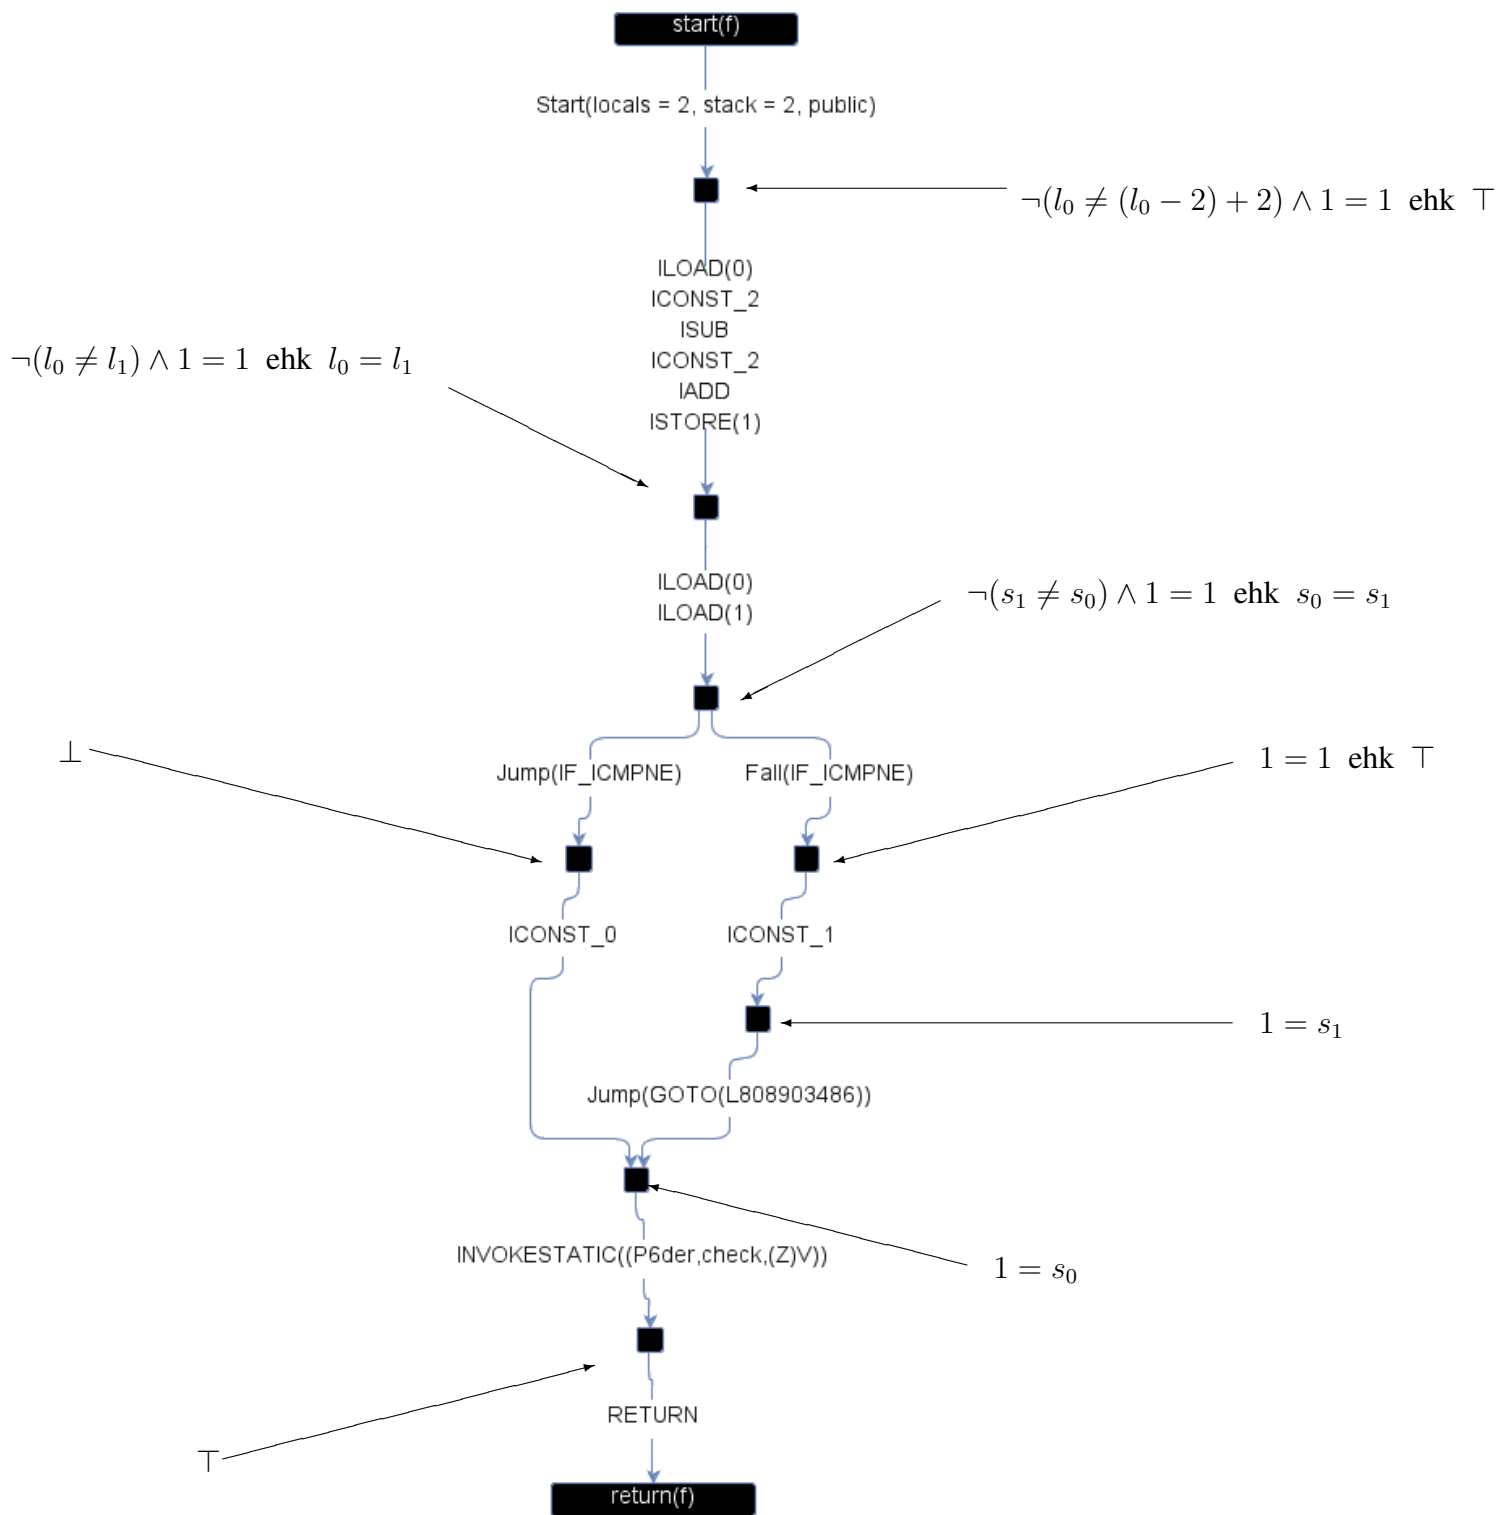 start(f)
Start(locals = 2, stack = 2, public)
¬(l₀ ≠ (l₀ − 2) + 2) ∧ 1 = 1 ehk ⊤
ILOAD(0)
ICONST_2
ISUB
ICONST_2
IADD
ISTORE(1)
¬(l₀ ≠ l₁) ∧ 1 = 1 ehk l₀ = l₁
ILOAD(0)
ILOAD(1)
¬(s₁ ≠ s₀) ∧ 1 = 1 ehk s₀ = s₁
⊥
Jump(IF_ICMPNE)
Fall(IF_ICMPNE)
1 = 1 ehk ⊤
ICONST_0
ICONST_1
1 = s₁
Jump(GOTO(L808903486))
INVOKESTATIC((P6der,check,(Z)V))
1 = s₀
RETURN
⊤
return(f)